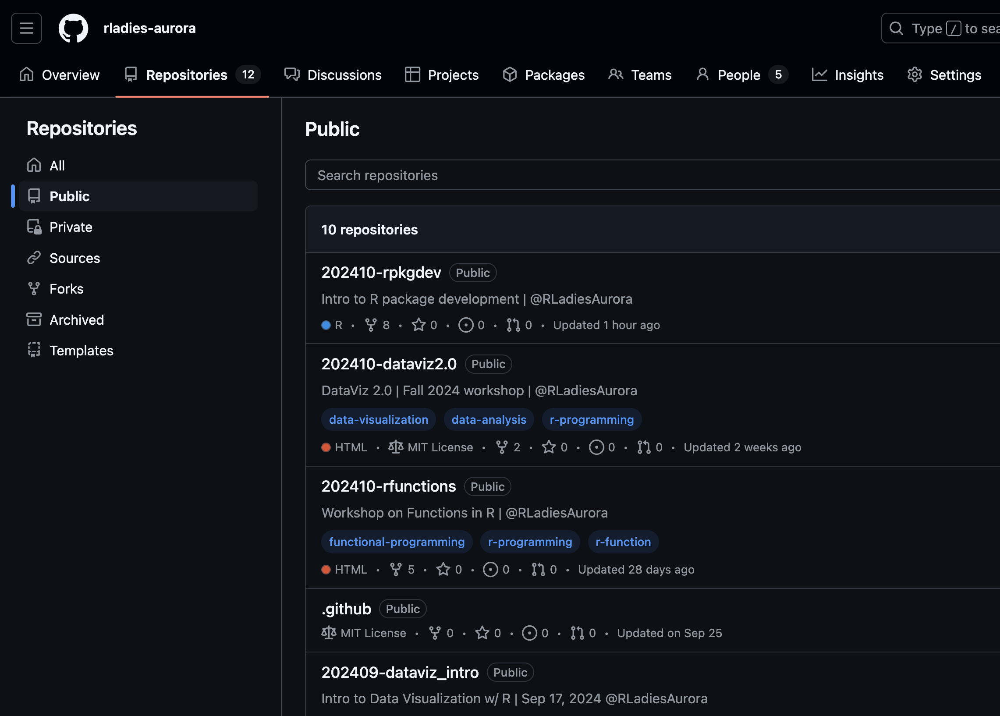 rladies-aurora
Type / to sea
Overview Repositories 12 Discussions Projects Packages Teams People 5 Insights Settings
Repositories
All
Public
Private
Sources
Forks
Archived
Templates
Public
Search repositories
10 repositories
202410-rpkgdev Public
Intro to R package development | @RLadiesAurora
R · 8 · 0 · 0 · 0 · Updated 1 hour ago
202410-dataviz2.0 Public
DataViz 2.0 | Fall 2024 workshop | @RLadiesAurora
data-visualization data-analysis r-programming
HTML · MIT License · 2 · 0 · 0 · 0 · Updated 2 weeks ago
202410-rfunctions Public
Workshop on Functions in R | @RLadiesAurora
functional-programming r-programming r-function
HTML · 5 · 0 · 0 · 0 · Updated 28 days ago
.github Public
MIT License · 0 · 0 · 0 · 0 · Updated on Sep 25
202409-dataviz_intro Public
Intro to Data Visualization w/ R | Sep 17, 2024 @RLadiesAurora